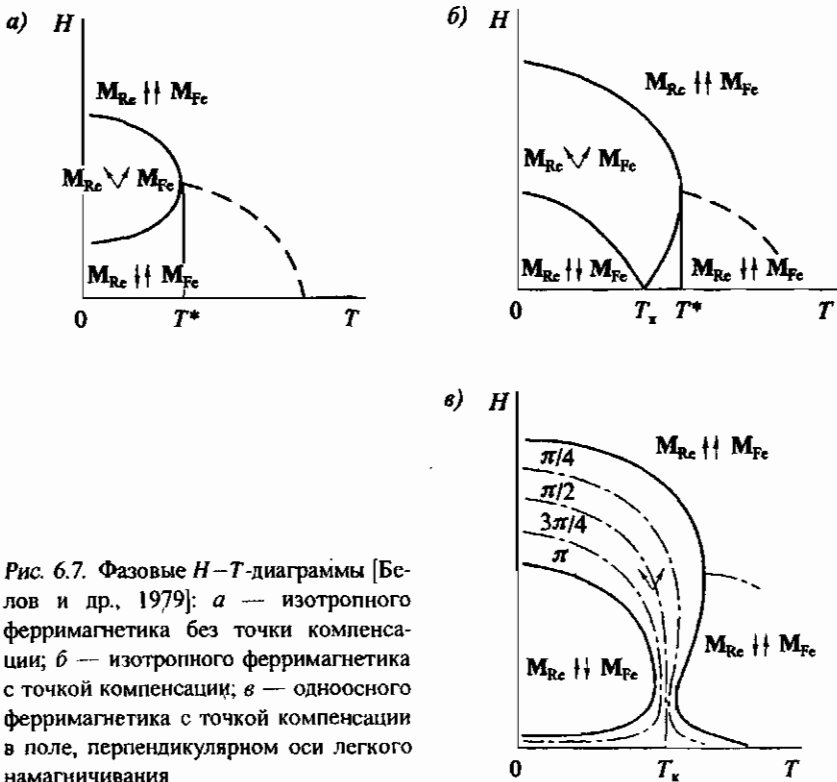 а) H
M_Re ↑↑ M_Fe
M_Re ↖↗ M_Fe
M_Re ↓↑ M_Fe
0 T* T
б) H
M_Re ↑↑ M_Fe
M_Re ↖↗ M_Fe
M_Re ↑↓ M_Fe M_Re ↓↑ M_Fe
0 T_к T* T
в) H
M_Re ↑↑ M_Fe
π/4
π/2
3π/4
π
M_Re ↑↓ M_Fe M_Re ↓↑ M_Fe
0 T_к T
Рис. 6.7. Фазовые H–T-диаграммы [Бе-
лов и др., 1979]: а — изотропного
ферримагнетика без точки компенса-
ции; б — изотропного ферримагнетика
с точкой компенсации; в — одноосного
ферримагнетика с точкой компенсации
в поле, перпендикулярном оси легкого
намагничивания